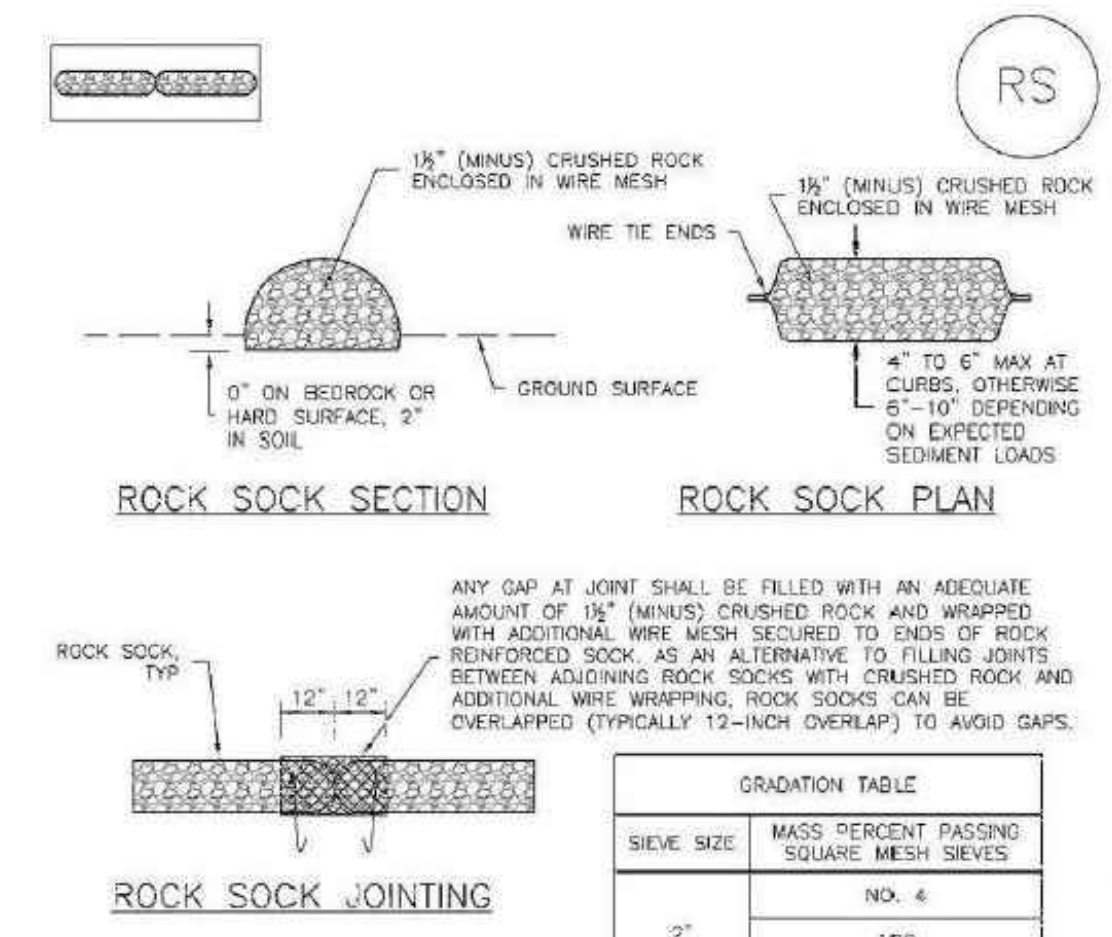 RS
1½" (MINUS) CRUSHED ROCK
ENCLOSED IN WIRE MESH
0" ON BEDROCK OR
HARD SURFACE, 2"
IN SOIL
GROUND SURFACE
ROCK SOCK SECTION
1½" (MINUS) CRUSHED ROCK
ENCLOSED IN WIRE MESH
WIRE TIE ENDS
4" TO 6" MAX AT
CURBS, OTHERWISE
6"-10" DEPENDING
ON EXPECTED
SEDIMENT LOADS
ROCK SOCK PLAN
ANY GAP AT JOINT SHALL BE FILLED WITH AN ADEQUATE
AMOUNT OF 1½" (MINUS) CRUSHED ROCK AND WRAPPED
WITH ADDITIONAL WIRE MESH SECURED TO ENDS OF ROCK
REINFORCED SOCK. AS AN ALTERNATIVE TO FILLING JOINTS
BETWEEN ADJOINING ROCK SOCKS WITH CRUSHED ROCK AND
ADDITIONAL WIRE WRAPPING, ROCK SOCKS CAN BE
OVERLAPPED (TYPICALLY 12-INCH OVERLAP) TO AVOID GAPS.
ROCK SOCK,
TYP
12" 12"
ROCK SOCK JOINTING
GRADATION TABLE
SIEVE SIZE
MASS PERCENT PASSING
SQUARE MESH SIEVES
NO. 4
2"